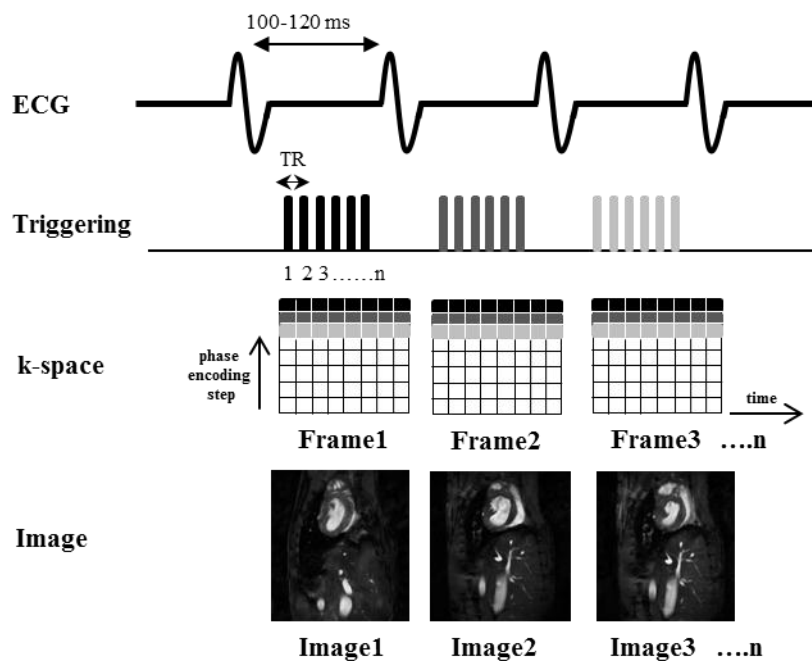 100-120 ms
ECG
TR
Triggering
1 2 3......n
k-space
phase
encoding
step
time
Frame1 Frame2 Frame3 ....n
Image
Image1 Image2 Image3 ....n